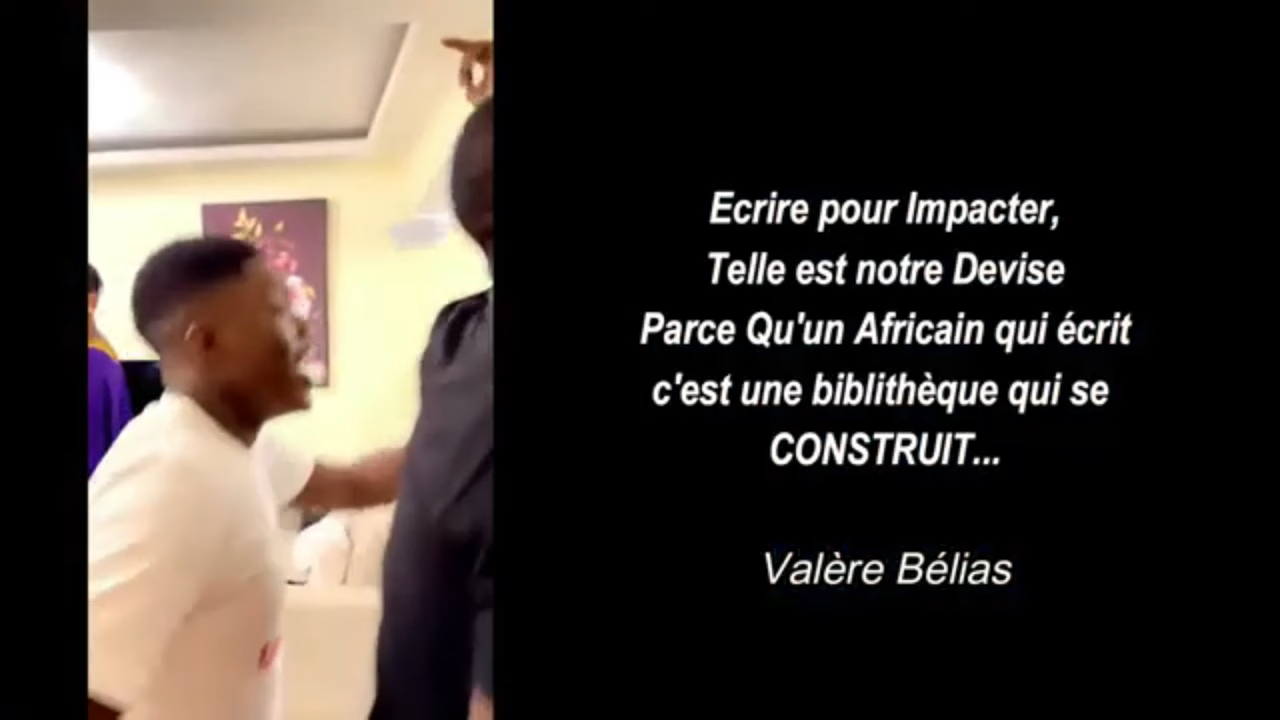 Ecrire pour Impacter,
Telle est notre Devise
Parce Qu'un Africain qui écrit
c'est une biblithèque qui se
CONSTRUIT...
Valère Bélias